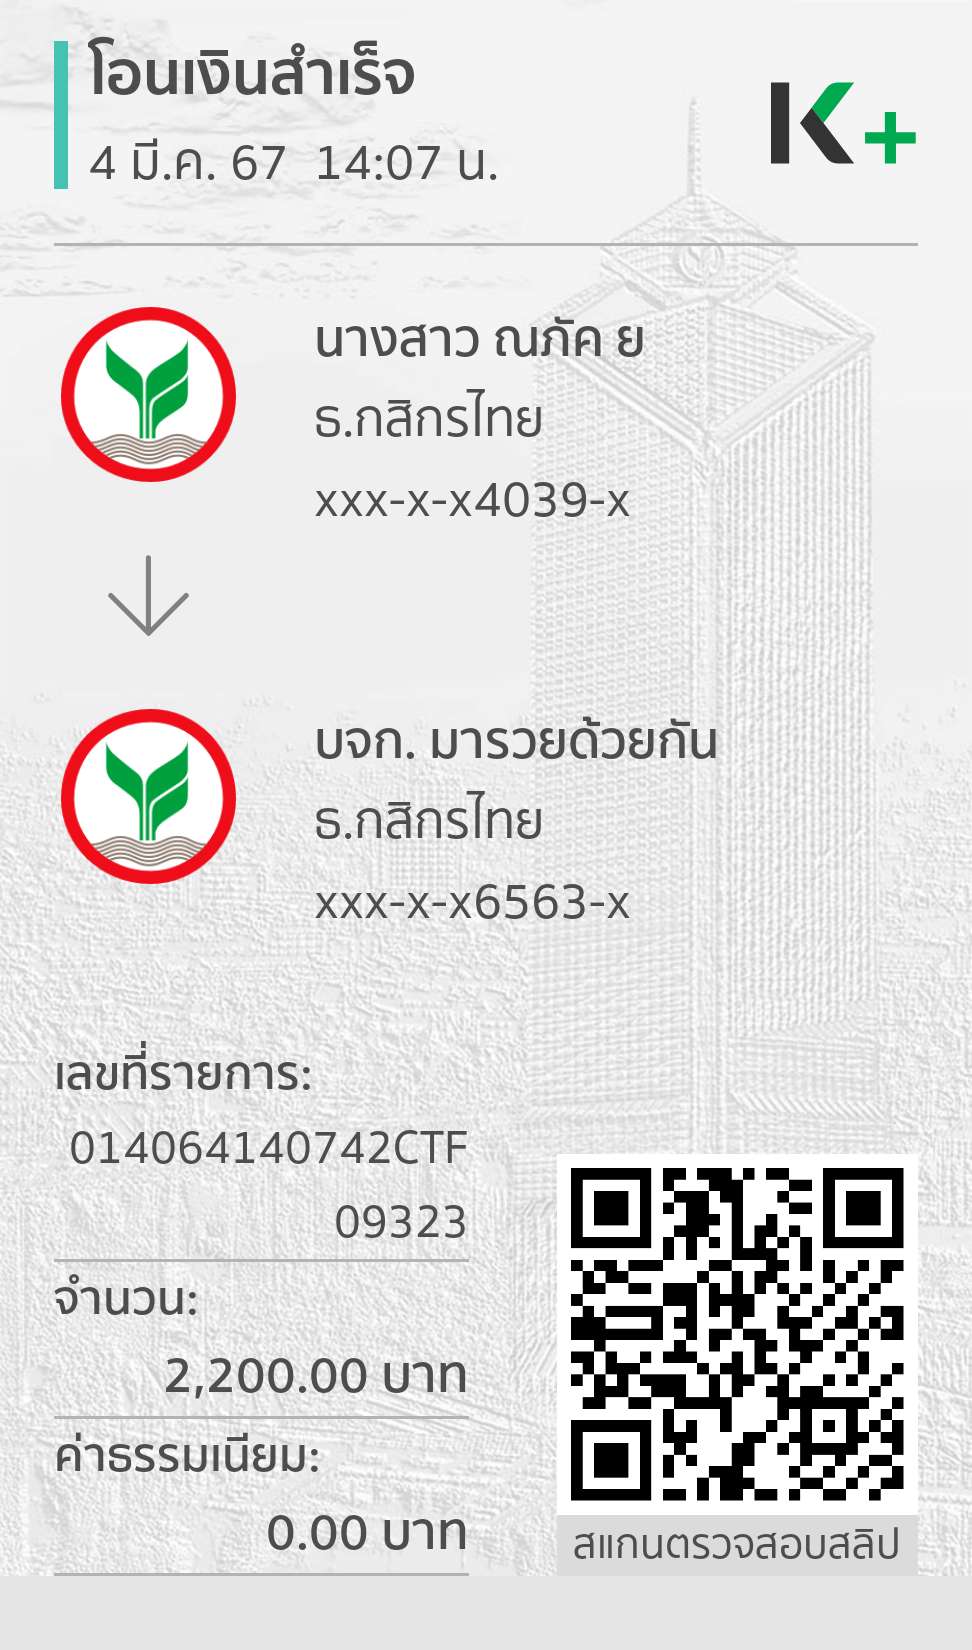 โอนเงินสำเร็จ
4 มี.ค. 67 14:07 น.
K+
นางสาว ณภัค ย
ธ.กสิกรไทย
xxx-x-x4039-x
บจก. มารวยด้วยกัน
ธ.กสิกรไทย
xxx-x-x6563-x
เลขที่รายการ:
014064140742CTF
09323
จำนวน:
2,200.00 บาท
ค่าธรรมเนียม:
0.00 บาท
สแกนตรวจสอบสลิป